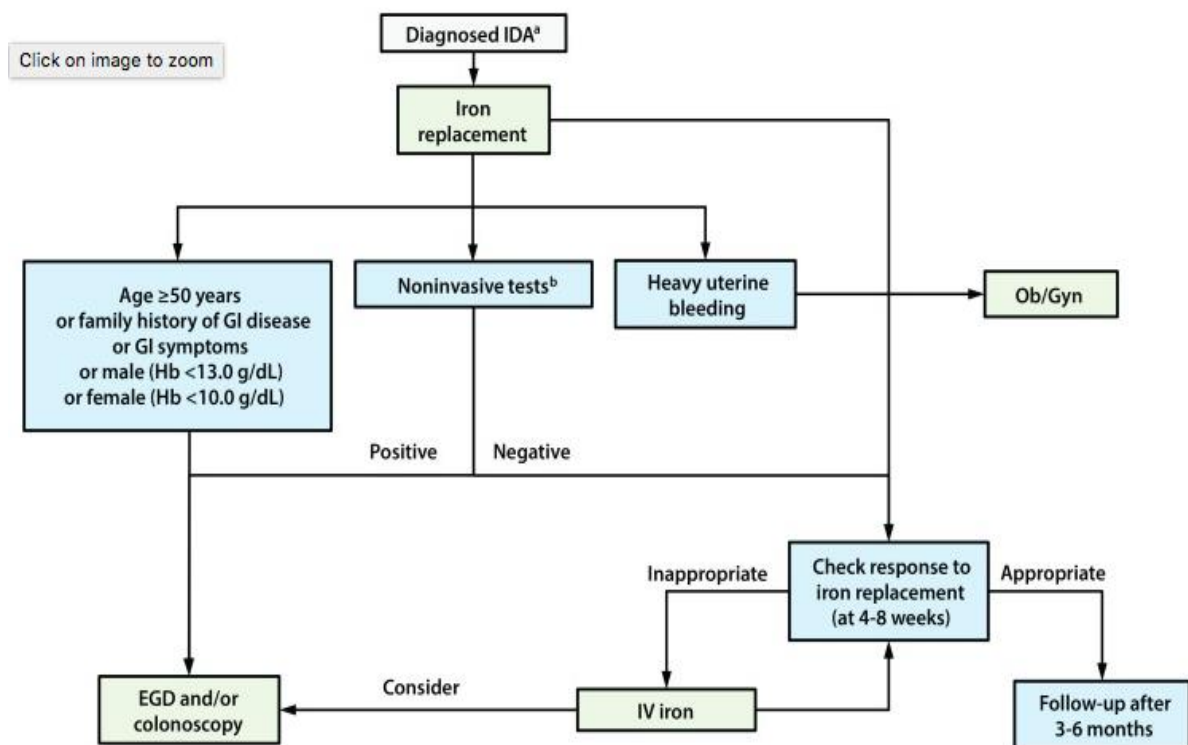 Click on image to zoom
Diagnosed IDAᵃ
Iron
replacement
Age ≥50 years
or family history of GI disease
or GI symptoms
or male (Hb <13.0 g/dL)
or female (Hb <10.0 g/dL)
Noninvasive testsᵇ
Heavy uterine
bleeding
Ob/Gyn
Positive
Negative
Inappropriate
Check response to
iron replacement
(at 4-8 weeks)
Appropriate
EGD and/or
colonoscopy
Consider
IV iron
Follow-up after
3-6 months